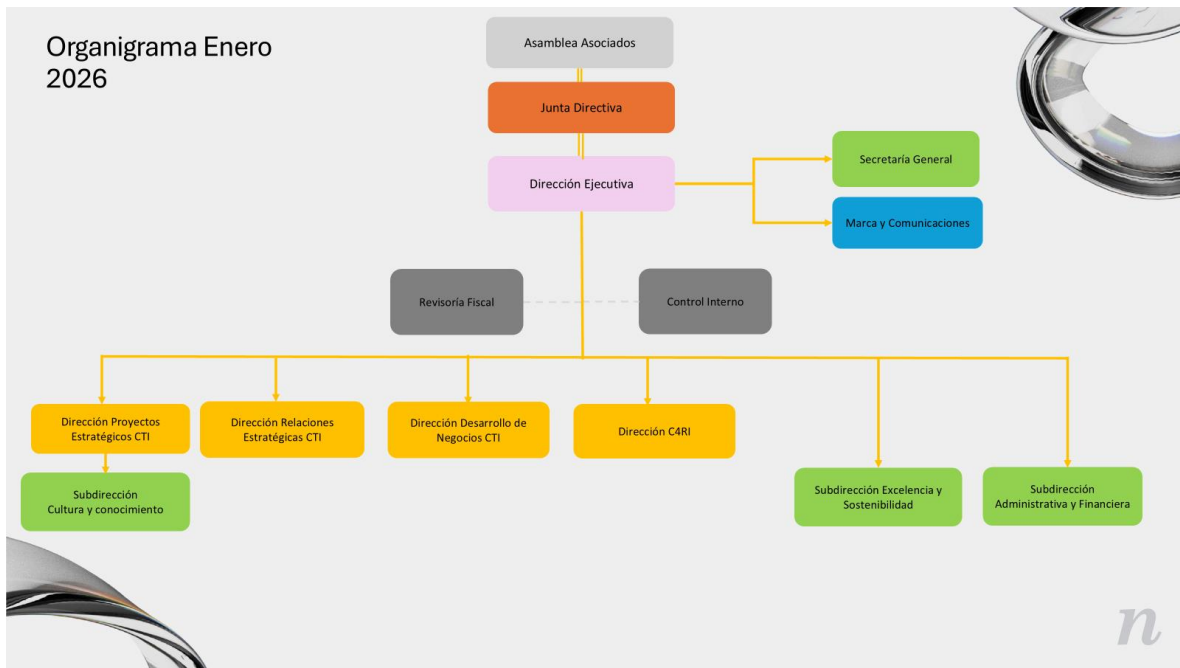 Organigrama Enero
2026
Asamblea Asociados
Junta Directiva
Dirección Ejecutiva
Secretaría General
Marca y Comunicaciones
Revisoría Fiscal
Control Interno
Dirección Proyectos
Estratégicos CTI
Dirección Relaciones
Estratégicas CTI
Dirección Desarrollo de
Negocios CTI
Dirección C4RI
Subdirección
Cultura y conocimiento
Subdirección Excelencia y
Sostenibilidad
Subdirección
Administrativa y Financiera
n